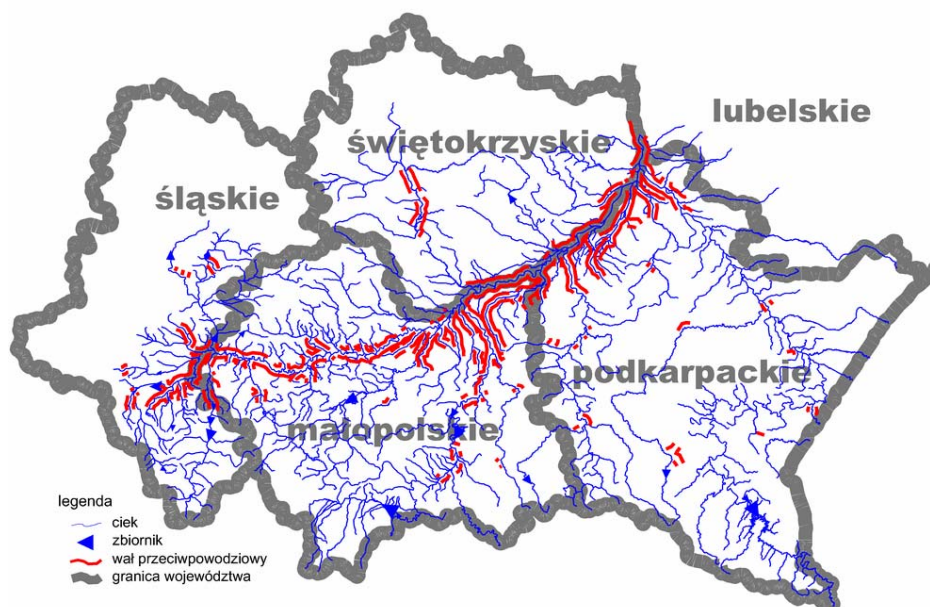 lubelskie
świętokrzyskie
śląskie
podkarpackie
małopolskie
legenda
ciek
zbiornik
wał przeciwpowodziowy
granica województwa